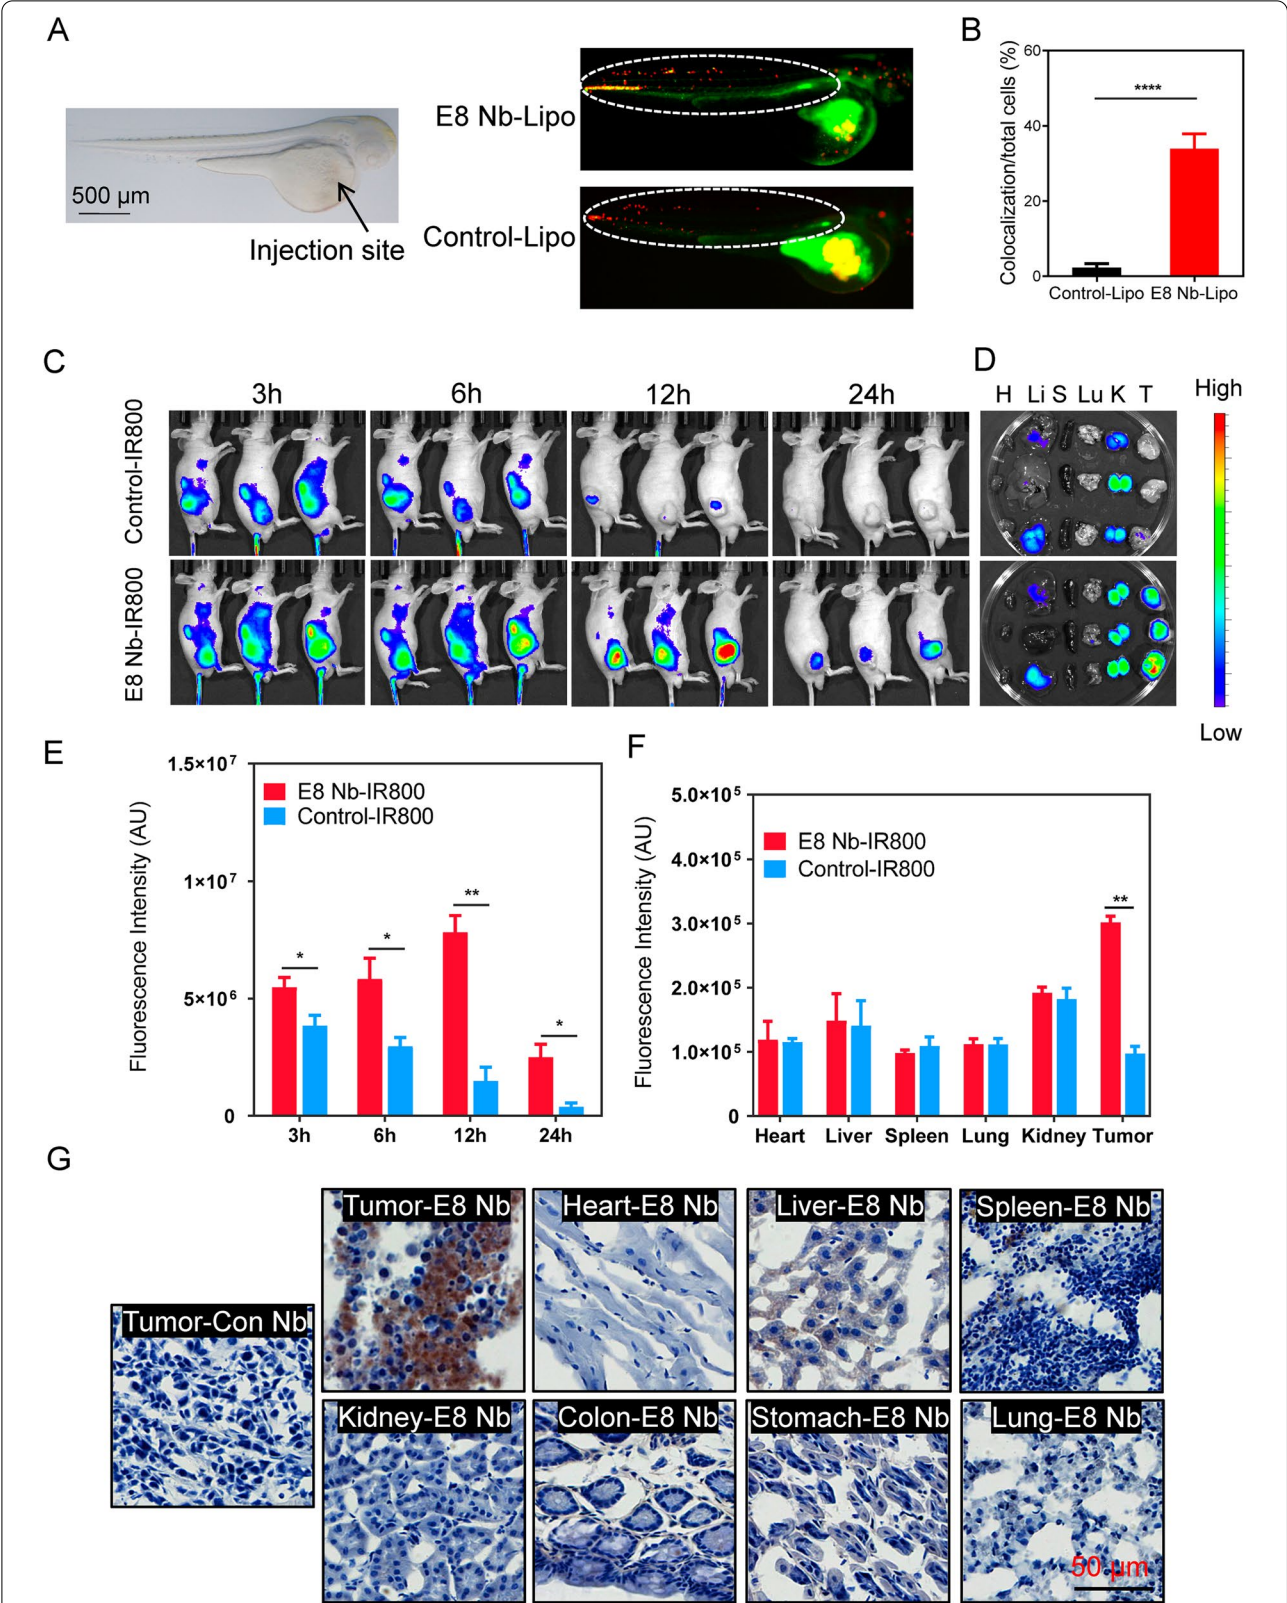 A
500 μm
Injection site
E8 Nb-Lipo
Control-Lipo
B
Colocalization/total cells (%)
60
40
20
0
****
Control-Lipo E8 Nb-Lipo
C
3h 6h 12h 24h
Control-IR800
E8 Nb-IR800
D
H Li S Lu K T
High
Low
E
Fluorescence Intensity (AU)
1.5×10⁷
1×10⁷
5×10⁶
0
E8 Nb-IR800
Control-IR800
* * ** *
3h 6h 12h 24h
F
Fluorescence Intensity (AU)
5.0×10⁵
4.0×10⁵
3.0×10⁵
2.0×10⁵
1.0×10⁵
0
E8 Nb-IR800
Control-IR800
**
Heart Liver Spleen Lung Kidney Tumor
G
Tumor-Con Nb
Tumor-E8 Nb Heart-E8 Nb Liver-E8 Nb Spleen-E8 Nb
Kidney-E8 Nb Colon-E8 Nb Stomach-E8 Nb Lung-E8 Nb
50 μm